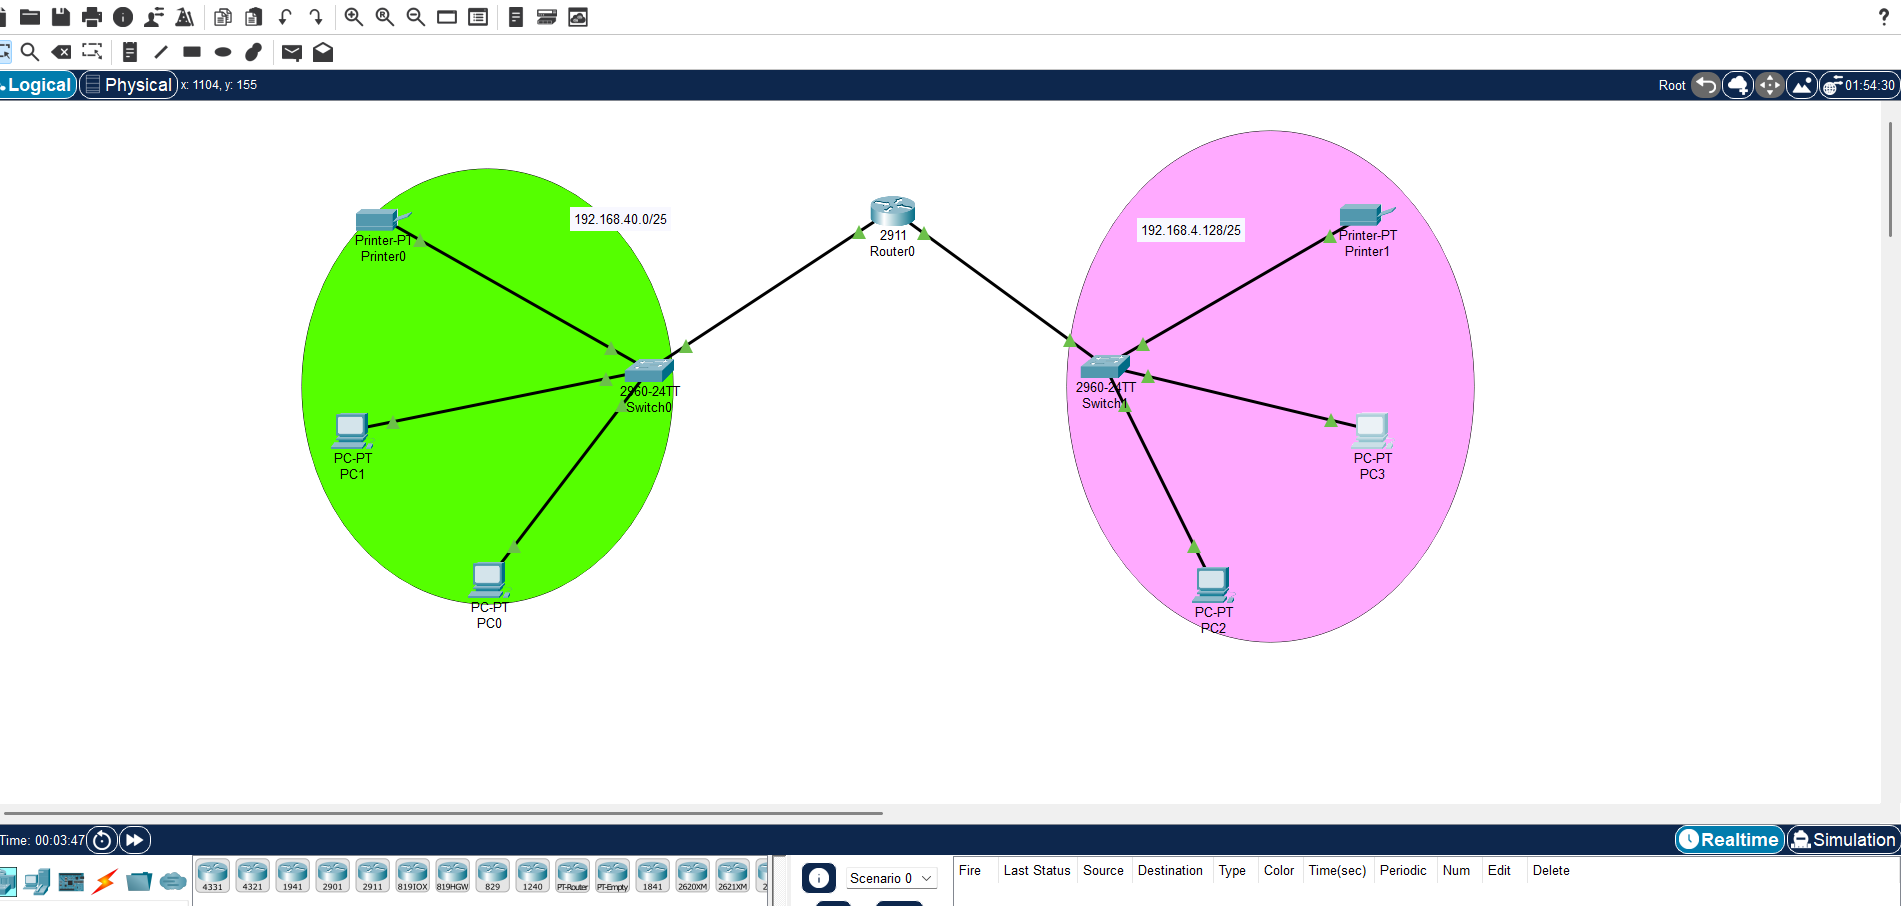 ?
Logical
Physical
x: 1104, y: 155
Root
01:54:30
192.168.40.0/25
Printer-PT
Printer0
2911
Router0
192.168.4.128/25
Printer-PT
Printer1
2960-24TT
Switch0
2960-24TT
Switch1
PC-PT
PC1
PC-PT
PC3
PC-PT
PC0
PC-PT
PC2
Time: 00:03:47
Realtime
Simulation
4331
4321
1941
2901
2911
819IOX
819HGW
829
1240
PT-Router
PT-Empty
1841
2620XM
2621XM
2
Scenario 0
Fire Last Status Source Destination Type Color Time(sec) Periodic Num Edit Delete